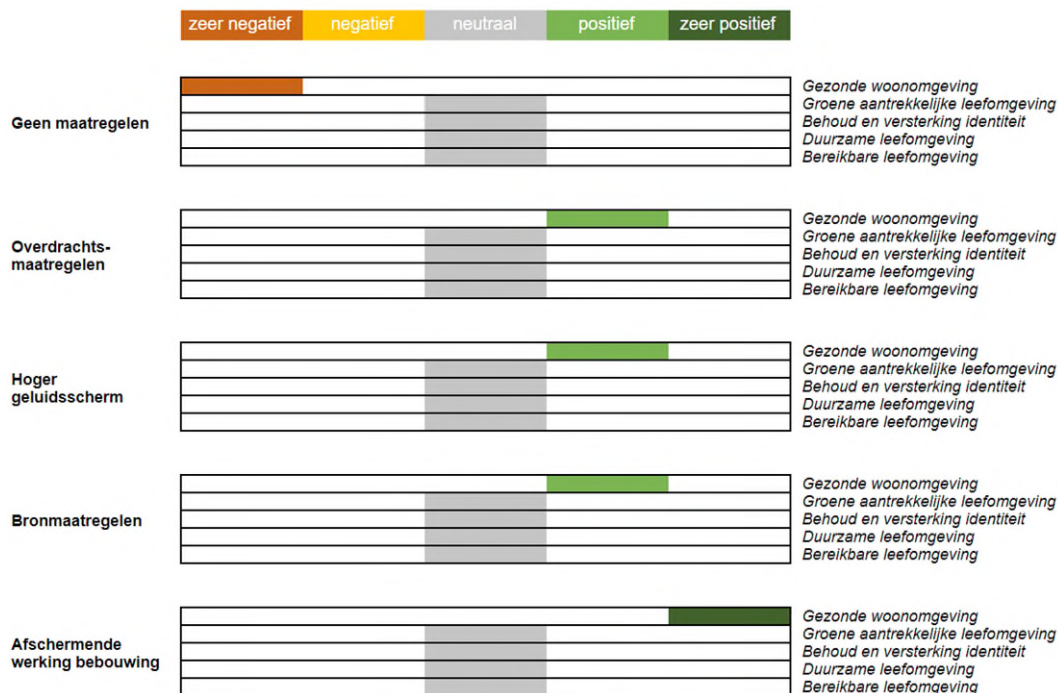 zeer negatief negatief neutraal positief zeer positief
Gezonde woonomgeving
Groene aantrekkelijke leefomgeving
Geen maatregelen Behoud en versterking identiteit
Duurzame leefomgeving
Bereikbare leefomgeving
Gezonde woonomgeving
Overdrachts- Groene aantrekkelijke leefomgeving
maatregelen Behoud en versterking identiteit
Duurzame leefomgeving
Bereikbare leefomgeving
Gezonde woonomgeving
Hoger Groene aantrekkelijke leefomgeving
geluidsscherm Behoud en versterking identiteit
Duurzame leefomgeving
Bereikbare leefomgeving
Gezonde woonomgeving
Groene aantrekkelijke leefomgeving
Bronmaatregelen Behoud en versterking identiteit
Duurzame leefomgeving
Bereikbare leefomgeving
Gezonde woonomgeving
Afschermende Groene aantrekkelijke leefomgeving
werking bebouwing Behoud en versterking identiteit
Duurzame leefomgeving
Bereikbare leefomgeving